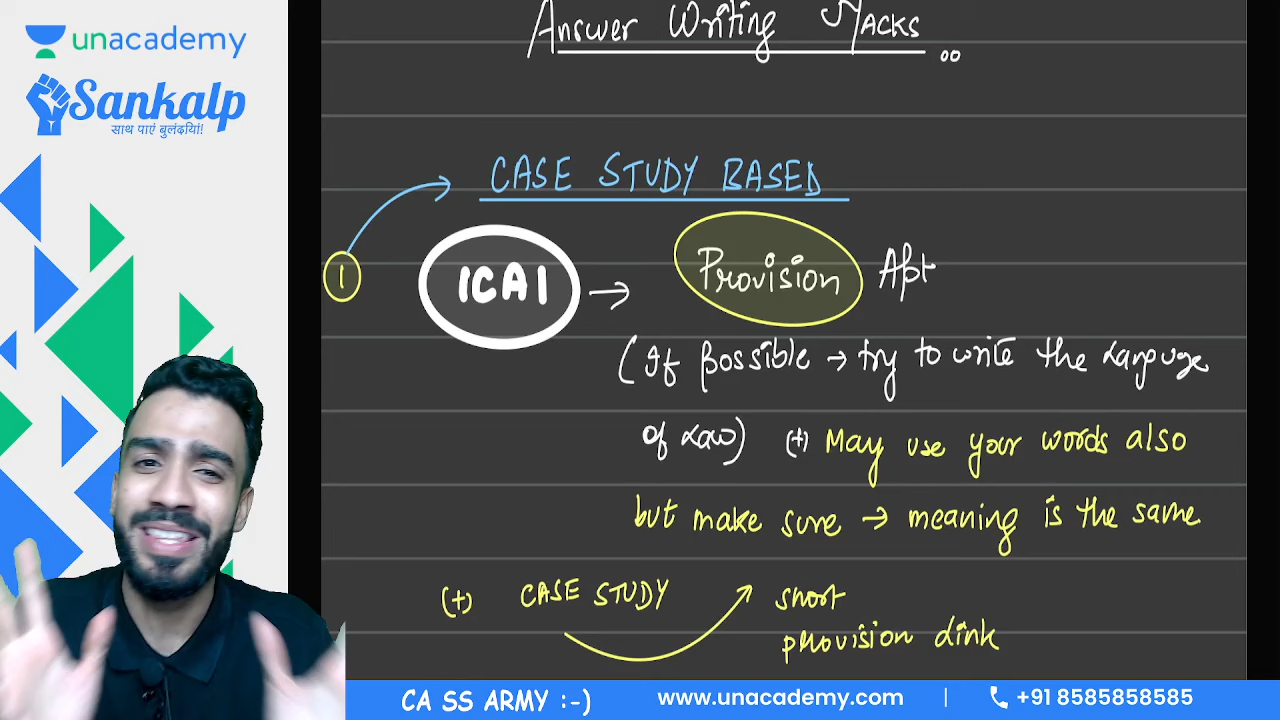 unacademy
Sankalp
साथ पाएं बुलंदियां!
Answer Writing Hacks
CASE STUDY BASED
1
ICAI → Provision Apt
(If possible → try to write the Language
of Law) (+) May use your words also
but make sure → meaning is the same
(+) CASE STUDY short
provision Link
CA SS ARMY :-) www.unacademy.com | +91 8585858585